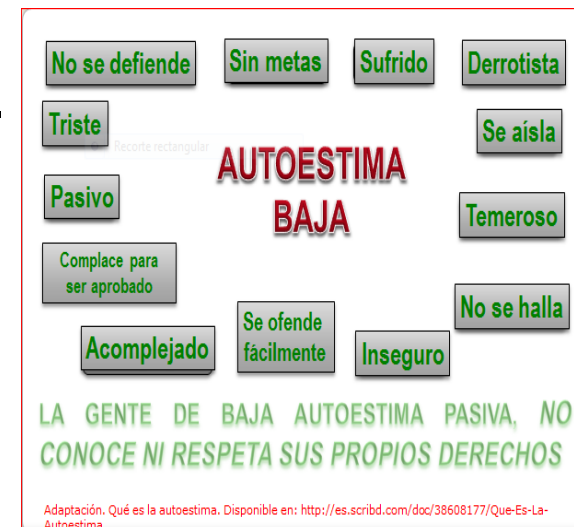 No se defiende
Sin metas
Sufrido
Derrotista
Triste
Se aísla
Recorte rectangular
AUTOESTIMA
BAJA
Pasivo
Temeroso
Complace para
ser aprobado
No se halla
Se ofende
fácilmente
Acomplejado
Inseguro
LA GENTE DE BAJA AUTOESTIMA PASIVA, NO
CONOCE NI RESPETA SUS PROPIOS DERECHOS
Adaptación. Qué es la autoestima. Disponible en: http://es.scribd.com/doc/38608177/Que-Es-La-
Autoestima